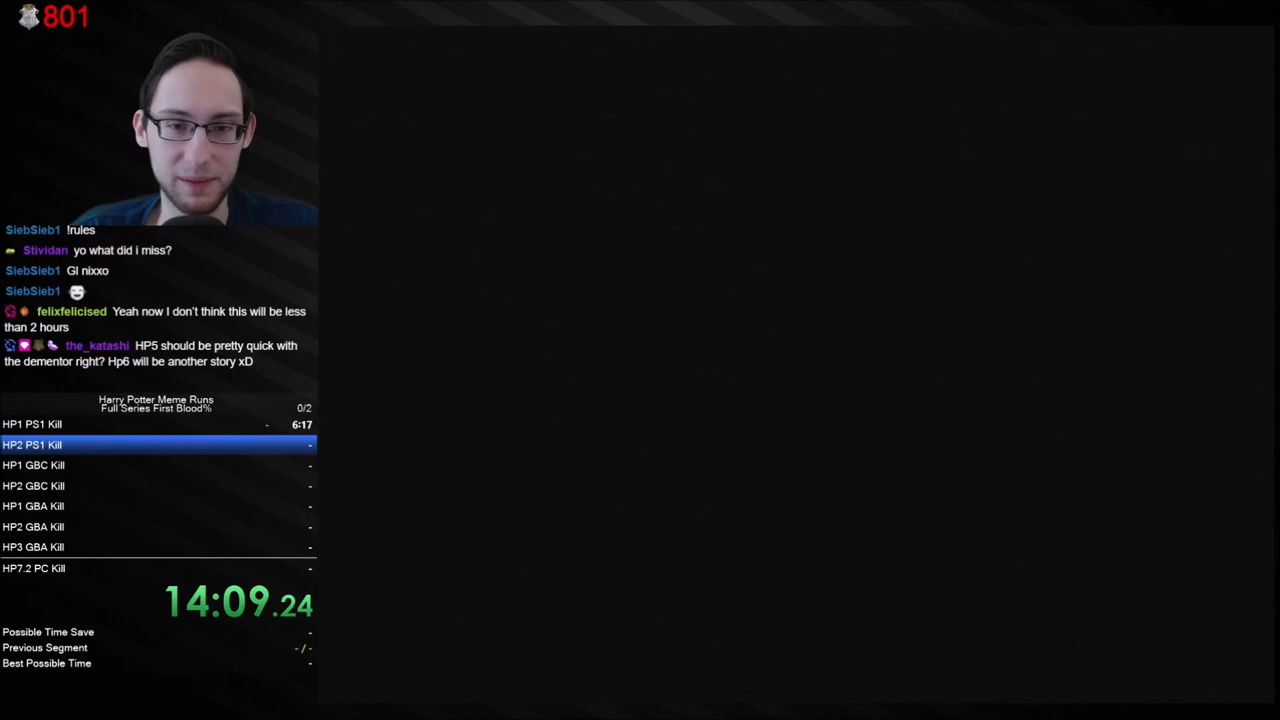 801
SiebSieb1 !rules
Stividan yo what did i miss?
SiebSieb1 Gl nixxo
SiebSieb1
felixfelicised Yeah now I don't think this will be less
than 2 hours
the_katashi HP5 should be pretty quick with
the dementor right? Hp6 will be another story xD
Harry Potter Meme Runs
Full Series First Blood% 0/2
HP1 PS1 Kill - 6:17
HP2 PS1 Kill -
HP1 GBC Kill -
HP2 GBC Kill -
HP1 GBA Kill -
HP2 GBA Kill -
HP3 GBA Kill -
HP7.2 PC Kill -
14:09.24
Possible Time Save -
Previous Segment - / -
Best Possible Time -